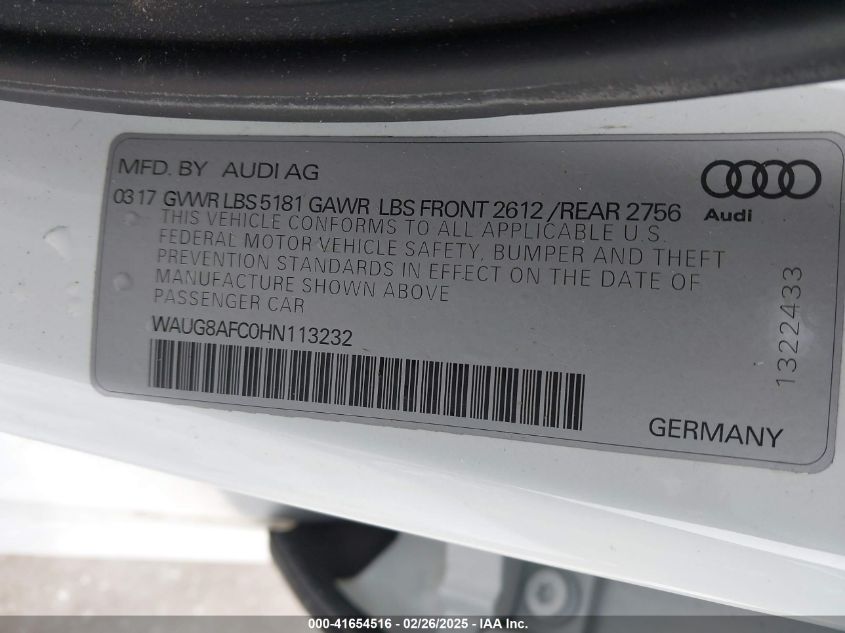 MFD. BY AUDI AG
03 17 GVWR LBS 5181 GAWR LBS FRONT 2612 / REAR 2756
Audi
THIS VEHICLE CONFORMS TO ALL APPLICABLE U.S.
FEDERAL MOTOR VEHICLE SAFETY, BUMPER AND THEFT
PREVENTION STANDARDS IN EFFECT ON THE DATE OF
MANUFACTURE SHOWN ABOVE
PASSENGER CAR
WAUG8AFC0HN113232
1322433
GERMANY
000-41654516 - 02/26/2025 - IAA Inc.